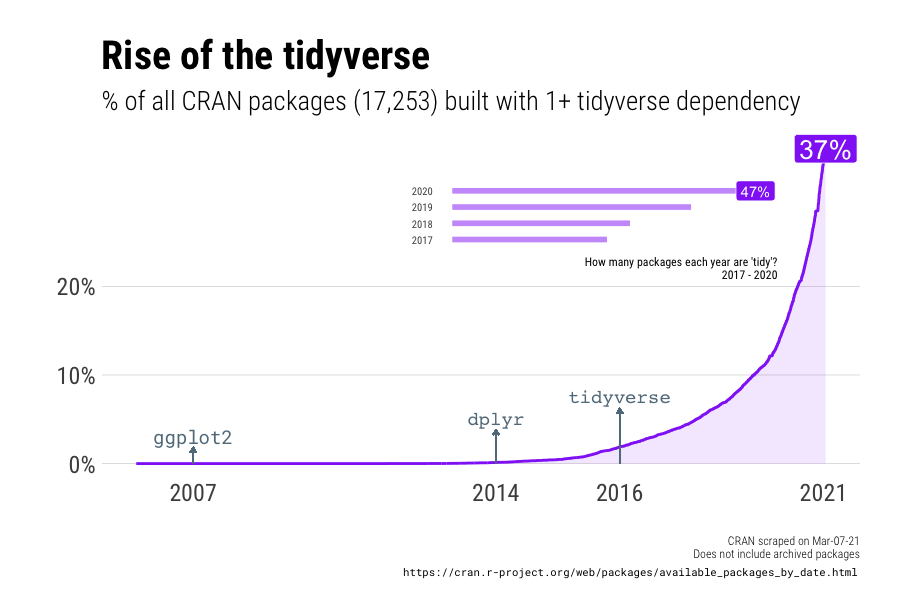 Rise of the tidyverse
% of all CRAN packages (17,253) built with 1+ tidyverse dependency
37%
2020
47%
2019
2018
2017
How many packages each year are 'tidy'?
2017 - 2020
20%
10%
tidyverse
dplyr
ggplot2
0%
2007
2014
2016
2021
CRAN scraped on Mar-07-21
Does not include archived packages
https://cran.r-project.org/web/packages/available_packages_by_date.html